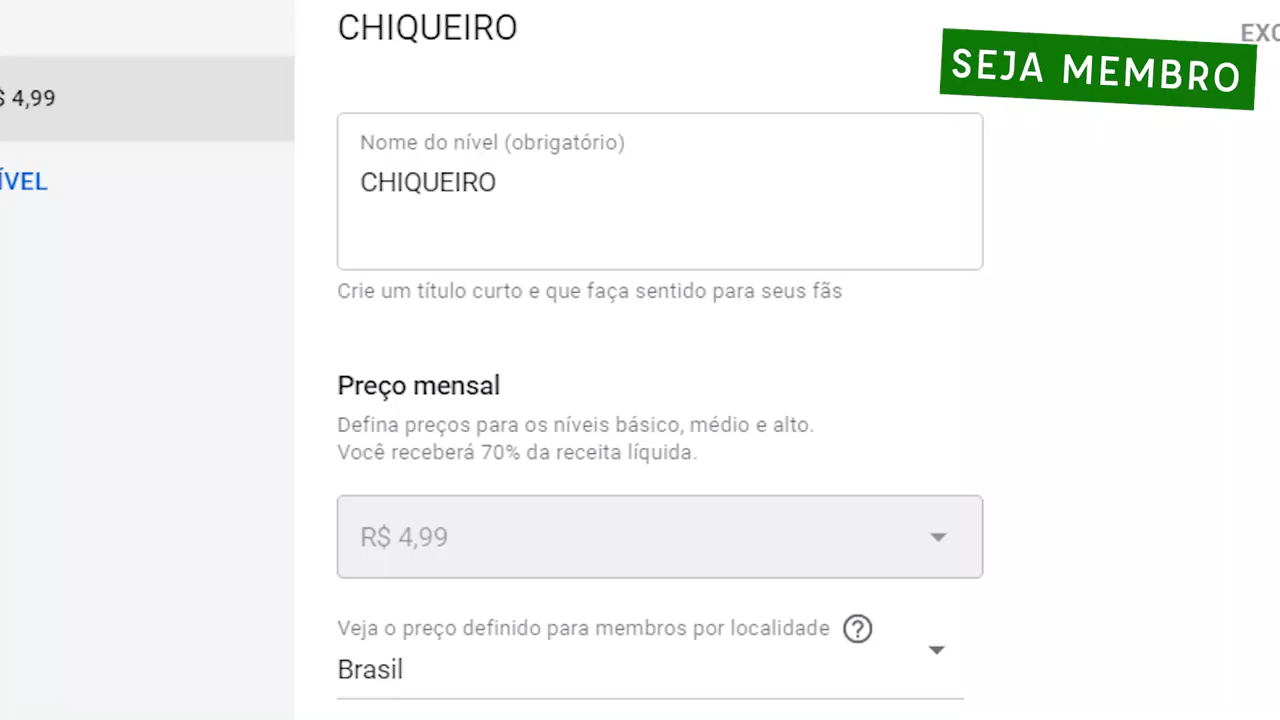 CHIQUEIRO
SEJA MEMBRO
$ 4,99
ÍVEL
Nome do nível (obrigatório)
CHIQUEIRO
Crie um título curto e que faça sentido para seus fãs
Preço mensal
Defina preços para os níveis básico, médio e alto.
Você receberá 70% da receita líquida.
R$ 4,99
Veja o preço definido para membros por localidade
Brasil